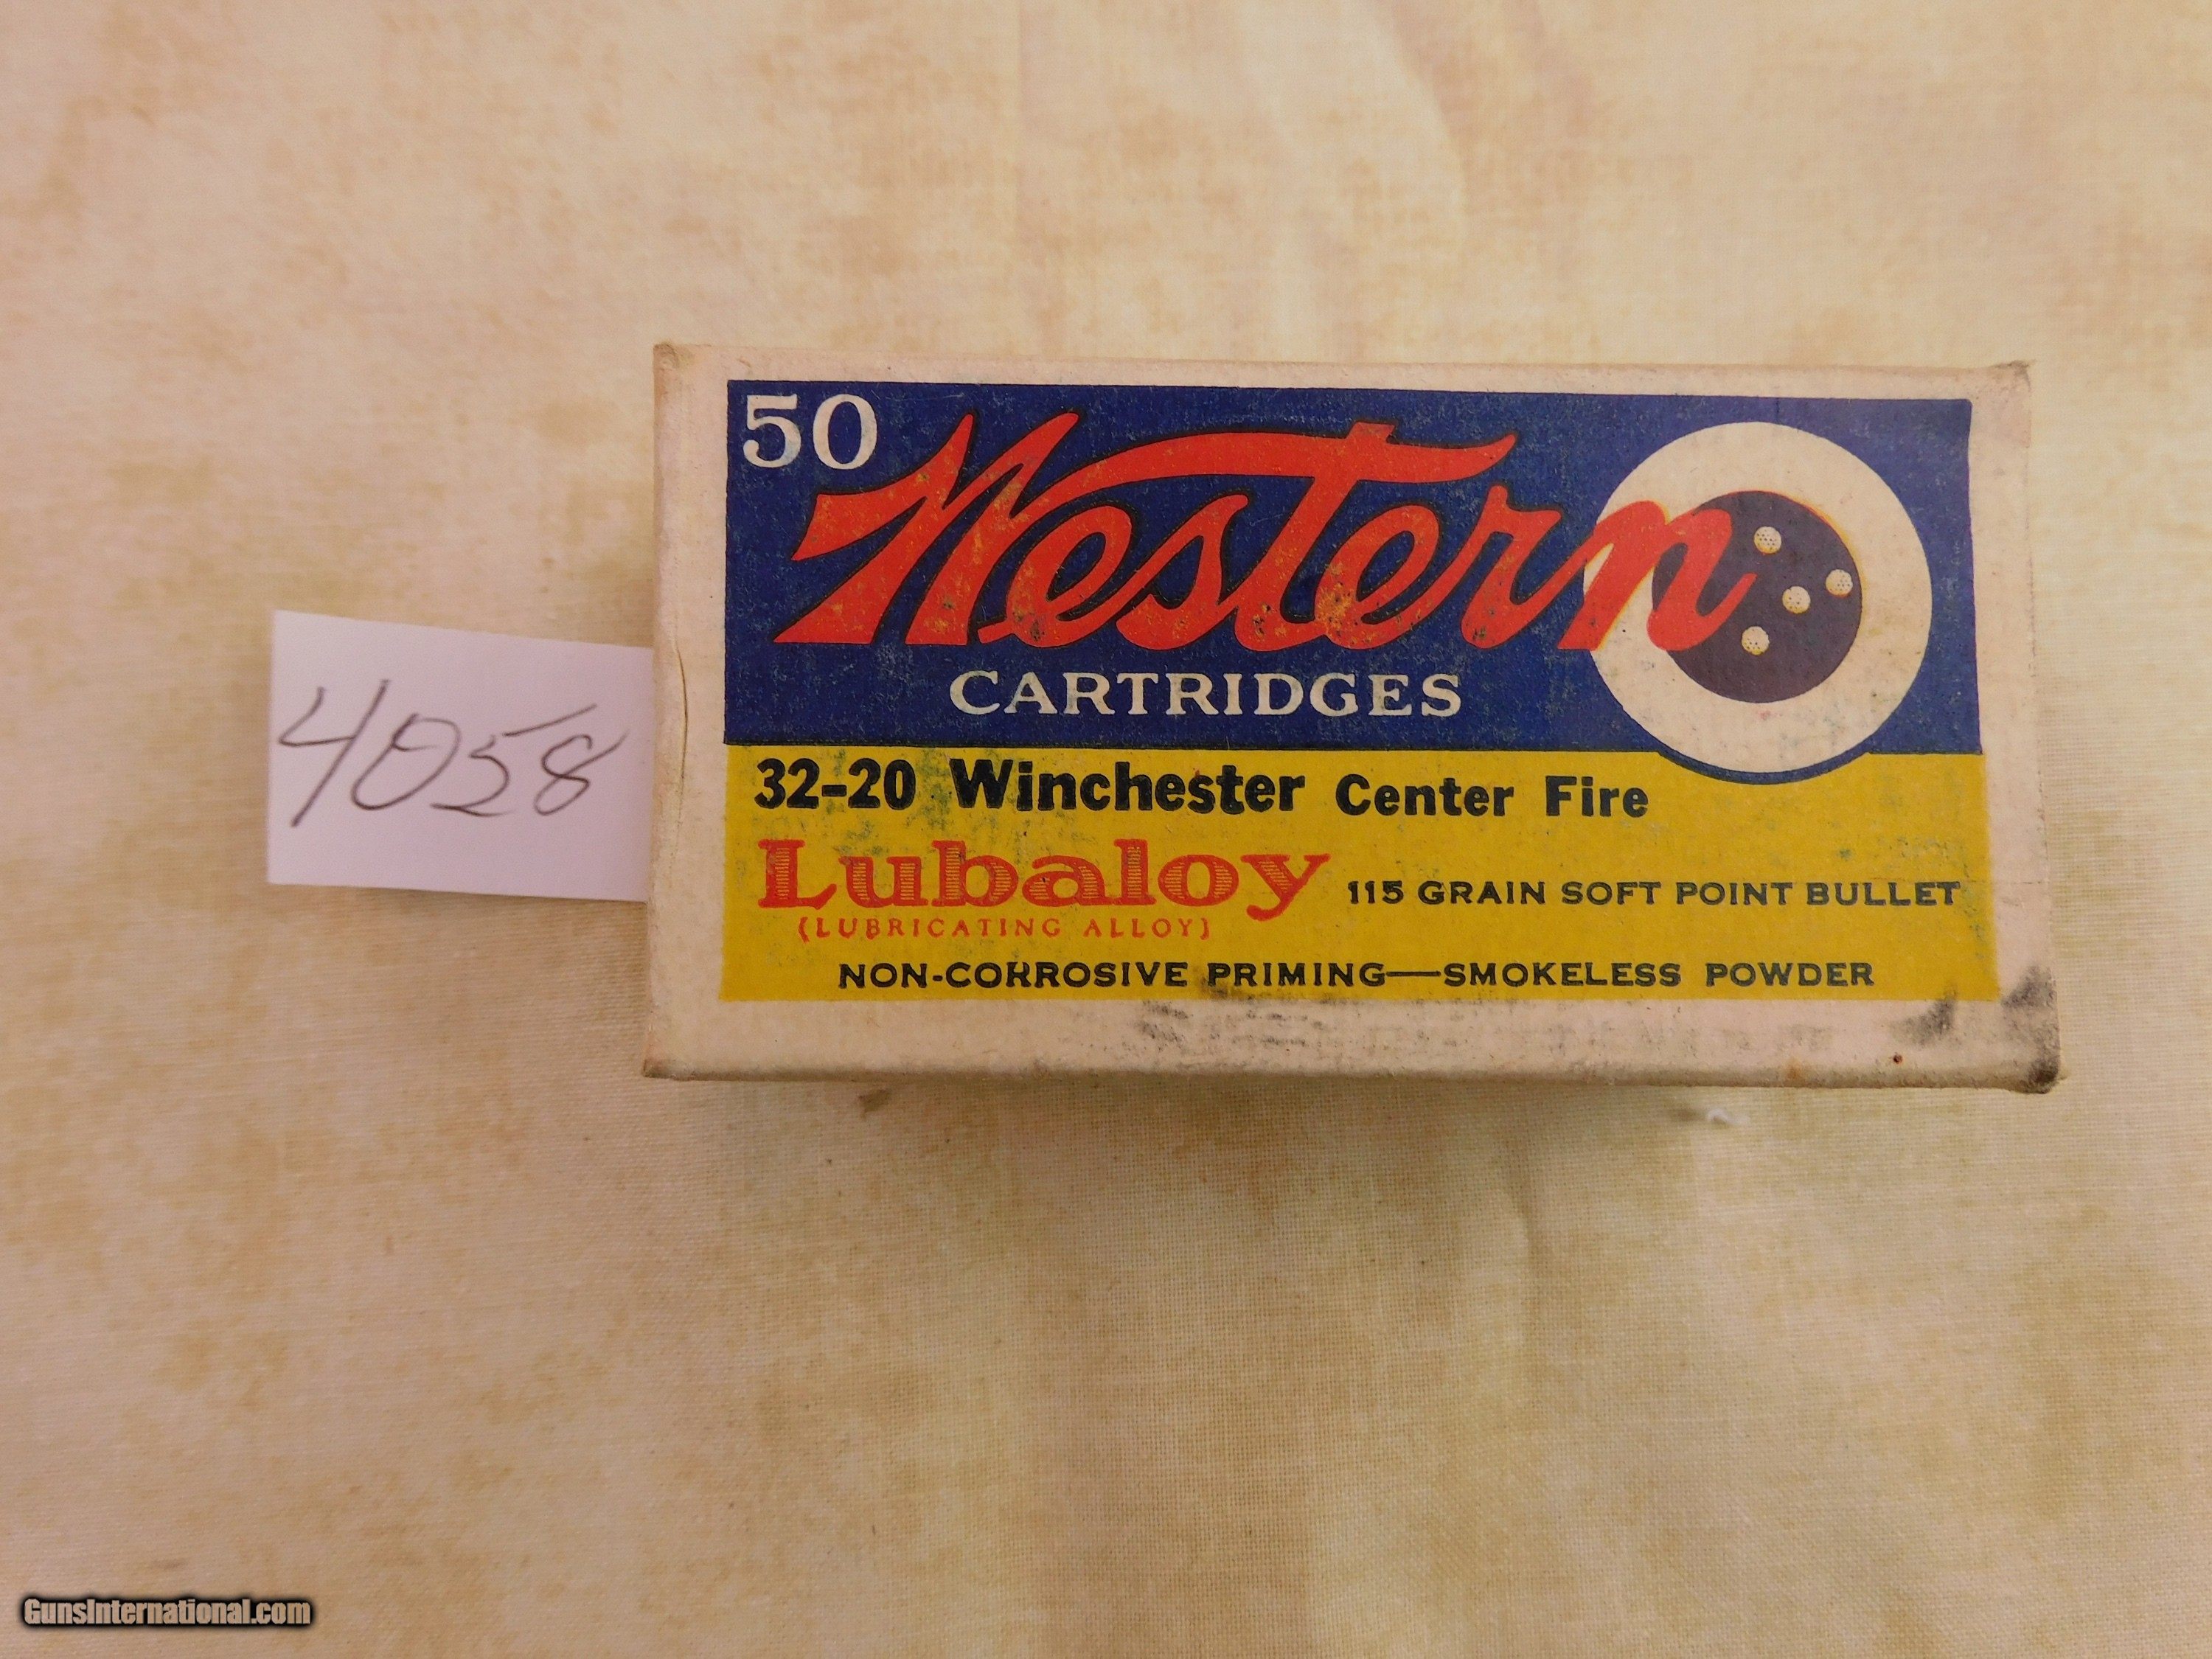 50 Western
CARTRIDGES
32-20 Winchester Center Fire
Lubaloy 115 GRAIN SOFT POINT BULLET
(LUBRICATING ALLOY)
NON-CORROSIVE PRIMING—SMOKELESS POWDER
4058
GunsInternational.com